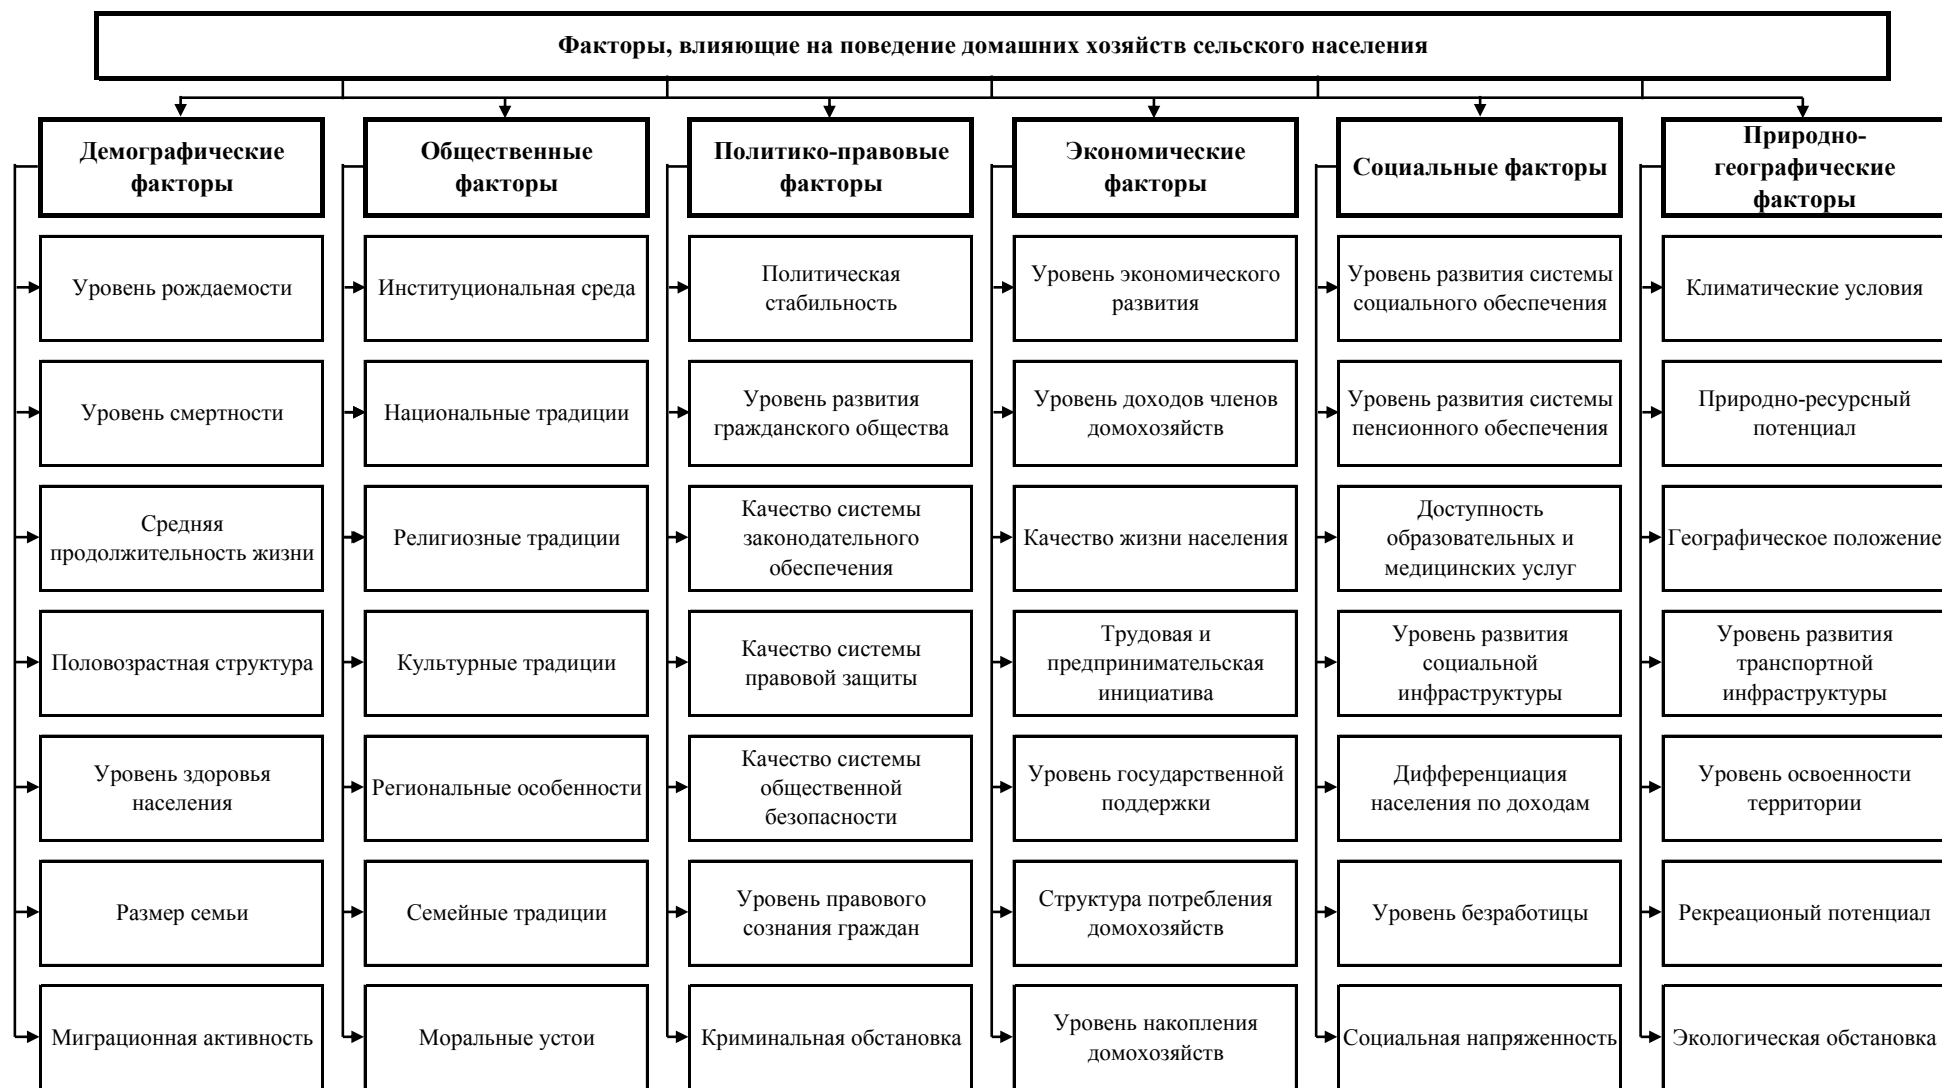 Факторы, влияющие на поведение домашних хозяйств сельского населения
Демографические
факторы
Уровень рождаемости
Уровень смертности
Средняя
продолжительность жизни
Половозрастная структура
Уровень здоровья
населения
Размер семьи
Миграционная активность
Общественные
факторы
Институциональная среда
Национальные традиции
Религиозные традиции
Культурные традиции
Региональные особенности
Семейные традиции
Моральные устои
Политико-правовые
факторы
Политическая
стабильность
Уровень развития
гражданского общества
Качество системы
законодательного
обеспечения
Качество системы
правовой защиты
Качество системы
общественной
безопасности
Уровень правового
сознания граждан
Криминальная обстановка
Экономические
факторы
Уровень экономического
развития
Уровень доходов членов
домохозяйств
Качество жизни населения
Трудовая и
предпринимательская
инициатива
Уровень государственной
поддержки
Структура потребления
домохозяйств
Уровень накопления
домохозяйств
Социальные факторы
Уровень развития системы
социального обеспечения
Уровень развития системы
пенсионного обеспечения
Доступность
образовательных и
медицинских услуг
Уровень развития
социальной
инфраструктуры
Дифференциация
населения по доходам
Уровень безработицы
Социальная напряженность
Природно-
географические
факторы
Климатические условия
Природно-ресурсный
потенциал
Географическое положение
Уровень развития
транспортной
инфраструктуры
Уровень освоенности
территории
Рекреационый потенциал
Экологическая обстановка